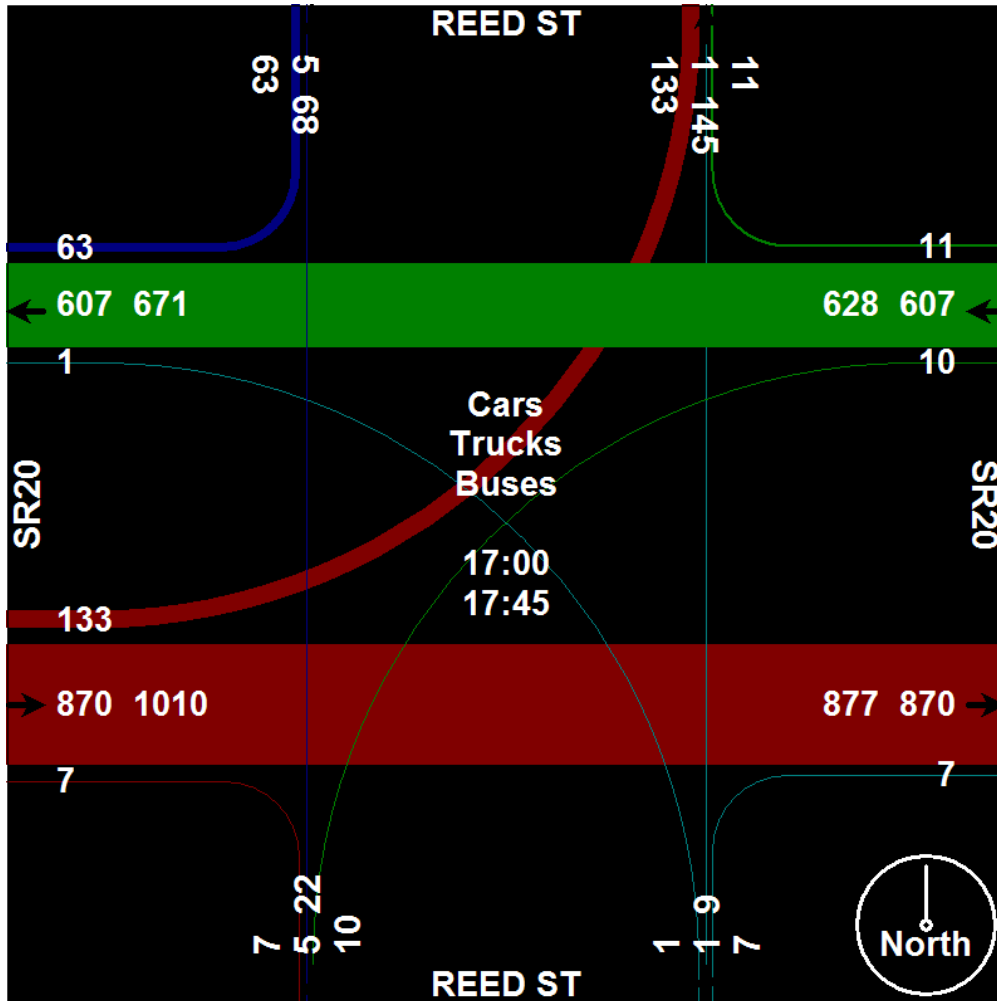 REED ST
63 5 68
133 1 145 11
63
11
607 671
628 607
1
10
Cars
Trucks
Buses
SR20
SR20
17:00
17:45
133
870 1010
877 870
7
7
7 5 22 10
1 1 9 7
North
REED ST